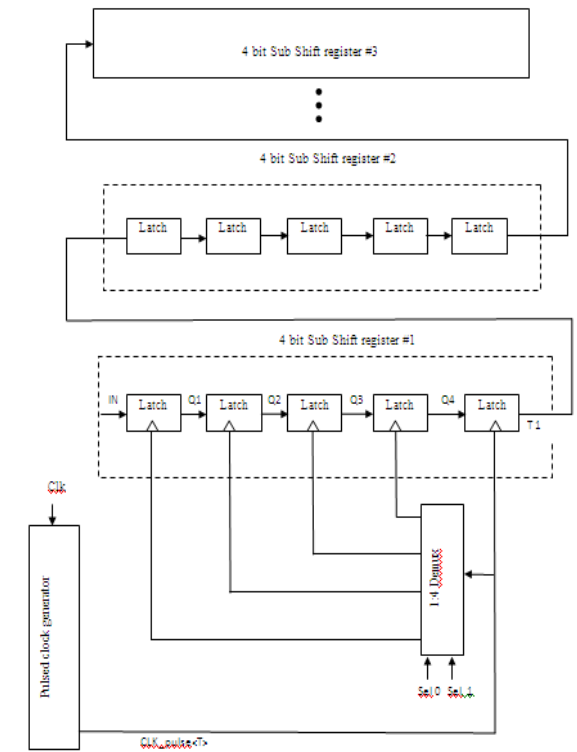 4 bit Sub Shift register #3
4 bit Sub Shift register #2
Latch Latch Latch Latch Latch
4 bit Sub Shift register #1
IN Latch Q1 Latch Q2 Latch Q3 Latch Q4 Latch
T1
Clk
Pulsed clock generator
1:4 Demux
Sel 0 Sel 1
CLK_pulse<T>